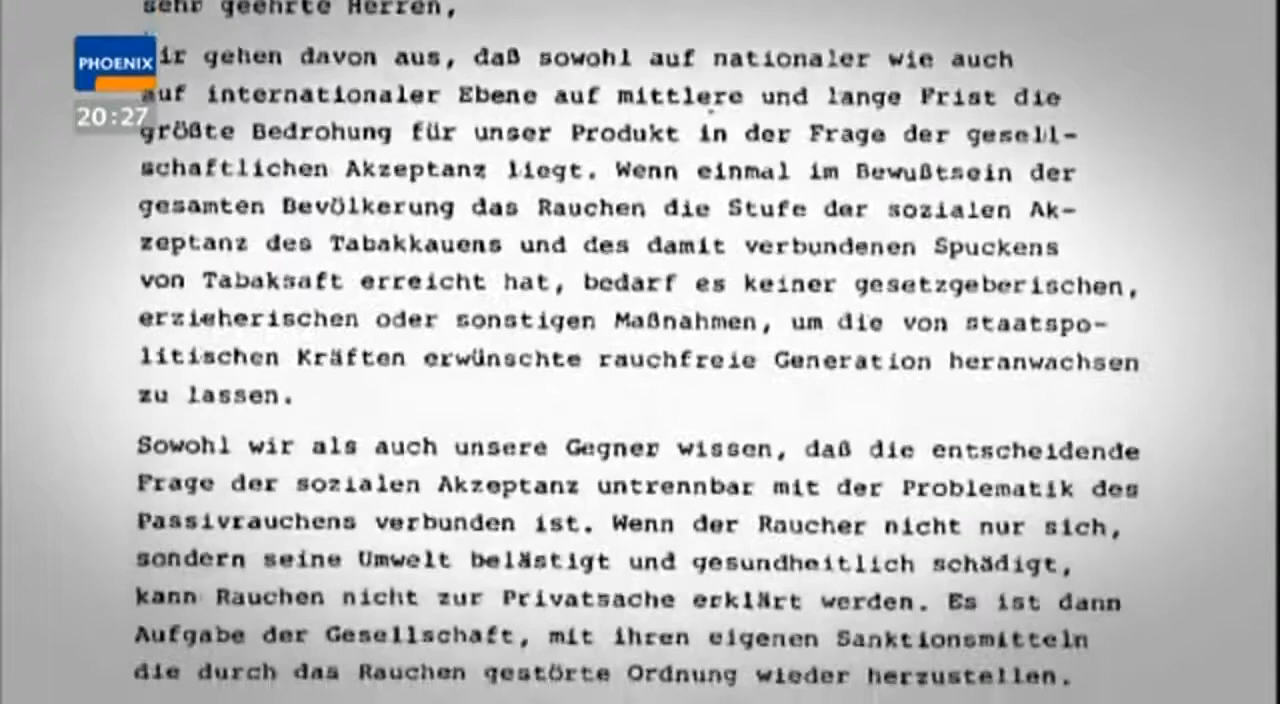 sehr geehrte Herren,
PHOENIX
20:27
ir gehen davon aus, daß sowohl auf nationaler wie auch
auf internationaler Ebene auf mittlere und lange Frist die
größte Bedrohung für unser Produkt in der Frage der gesell-
schaftlichen Akzeptanz liegt. Wenn einmal im Bewußtsein der
gesamten Bevölkerung das Rauchen die Stufe der sozialen Ak-
zeptanz des Tabakkauens und des damit verbundenen Spuckens
von Tabaksaft erreicht hat, bedarf es keiner gesetzgeberischen,
erzieherischen oder sonstigen Maßnahmen, um die von staatspo-
litischen Kräften erwünschte rauchfreie Generation heranwachsen
zu lassen.
Sowohl wir als auch unsere Gegner wissen, daß die entscheidende
Frage der sozialen Akzeptanz untrennbar mit der Problematik des
Passivrauchens verbunden ist. Wenn der Raucher nicht nur sich,
sondern seine Umwelt belästigt und gesundheitlich schädigt,
kann Rauchen nicht zur Privatsache erklärt werden. Es ist dann
Aufgabe der Gesellschaft, mit ihren eigenen Sanktionsmitteln
die durch das Rauchen gestörte Ordnung wieder herzustellen.